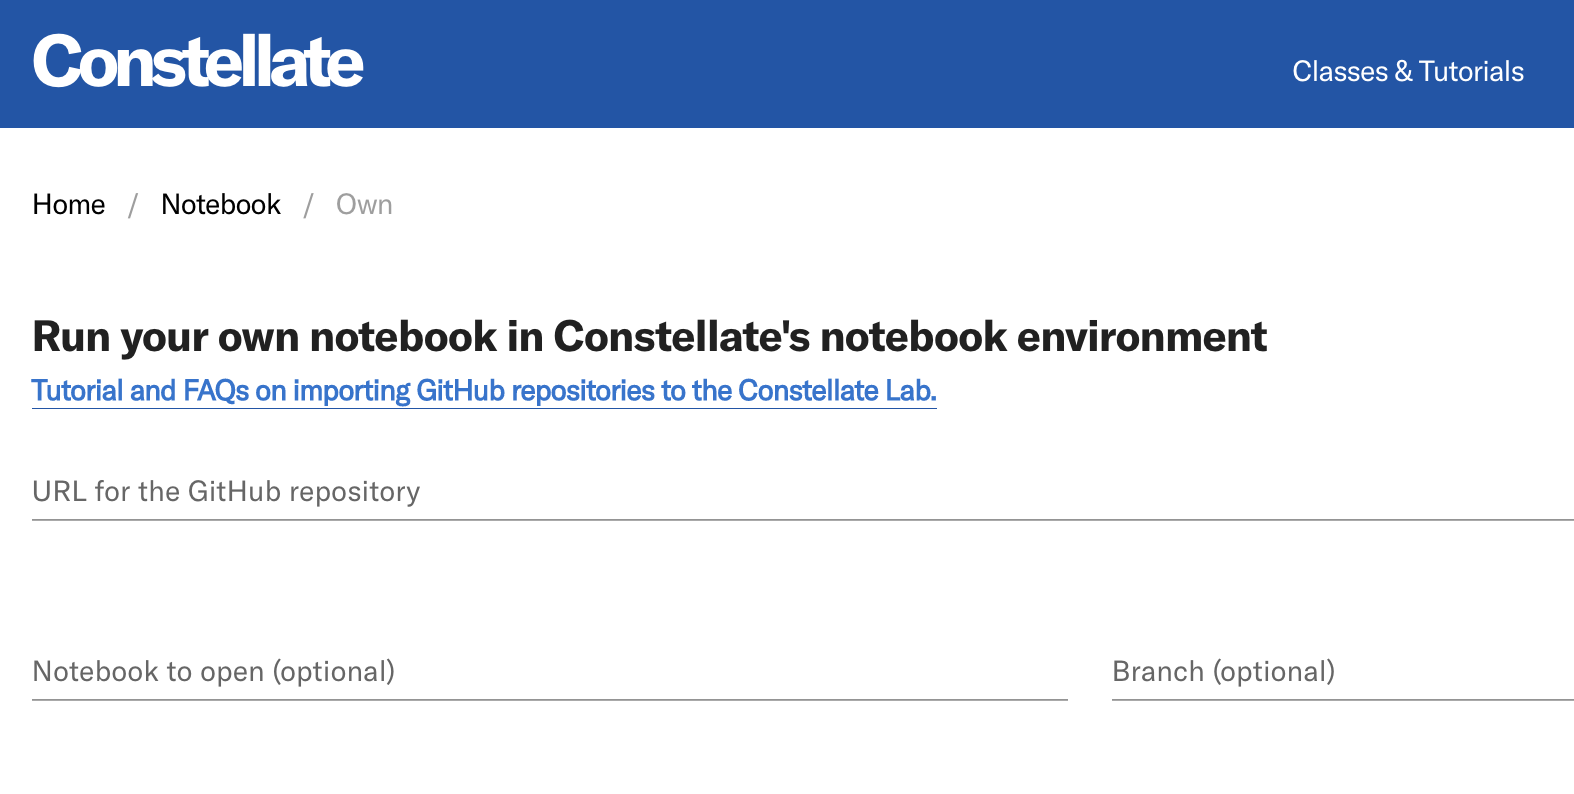 Constellate
Classes & Tutorials
Home / Notebook / Own
Run your own notebook in Constellate's notebook environment
Tutorial and FAQs on importing GitHub repositories to the Constellate Lab.
URL for the GitHub repository
Notebook to open (optional)
Branch (optional)